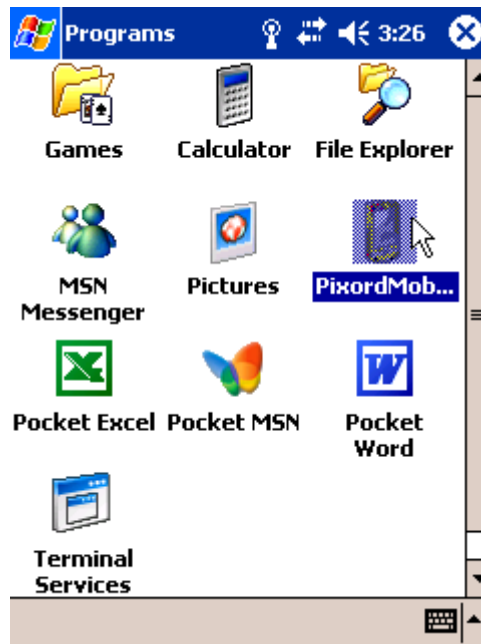 Programs 3:26
Games Calculator File Explorer
MSN Messenger Pictures PixordMob...
Pocket Excel Pocket MSN Pocket Word
Terminal Services